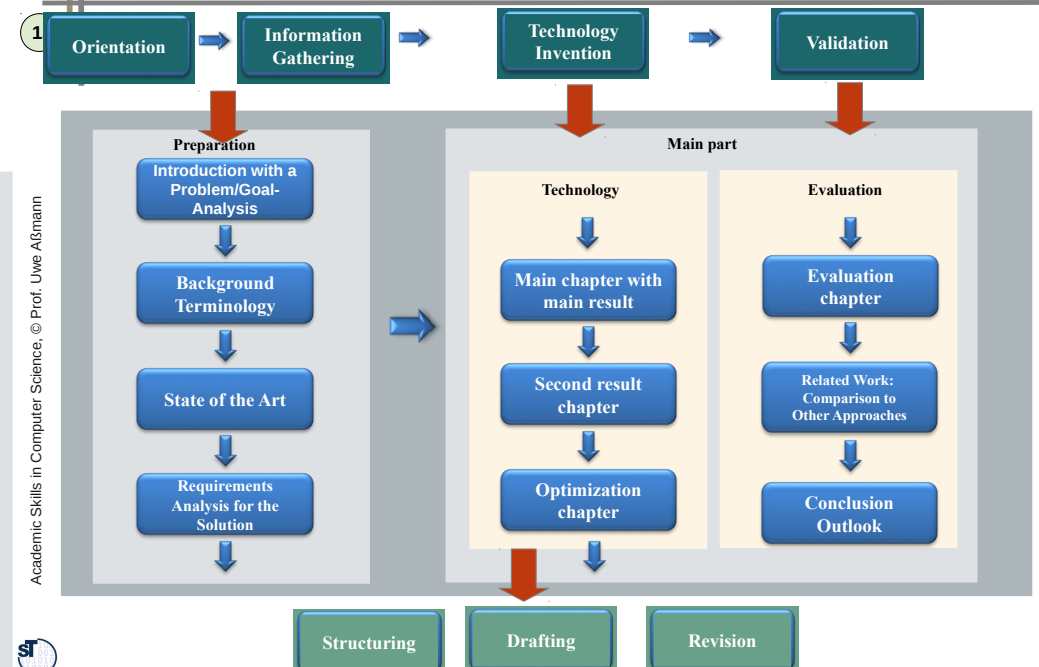 1
Orientation
Information
Gathering
Technology
Invention
Validation
Preparation
Introduction with a
Problem/Goal-
Analysis
Background
Terminology
State of the Art
Requirements
Analysis for the
Solution
Main part
Technology
Main chapter with
main result
Second result
chapter
Optimization
chapter
Evaluation
Evaluation
chapter
Related Work:
Comparison to
Other Approaches
Conclusion
Outlook
Structuring
Drafting
Revision
Academic Skills in Computer Science, © Prof. Uwe Aßmann
ST